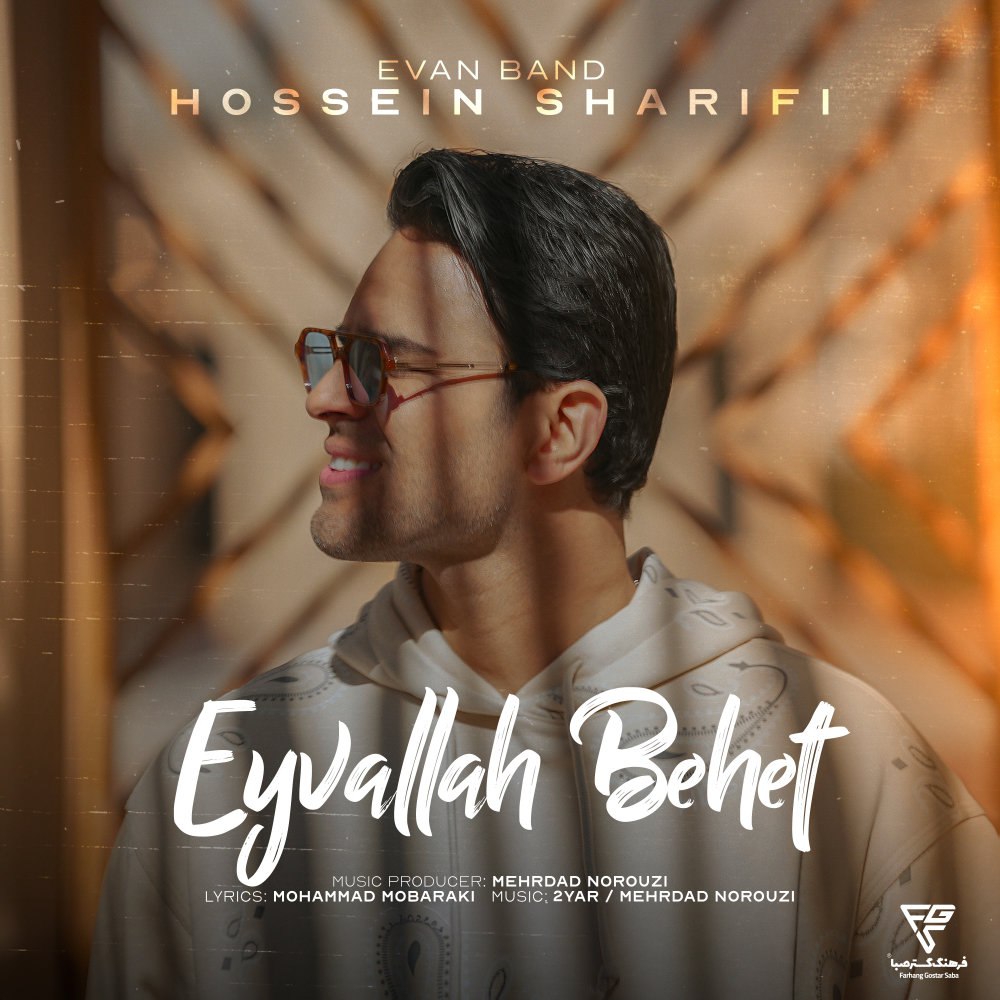 EVAN BAND
HOSSEIN SHARIFI
Eyvallah Behet
MUSIC PRODUCER: MEHRDAD NOROUZI
LYRICS: MOHAMMAD MOBARAKI MUSIC: 2YAR / MEHRDAD NOROUZI
FGS
فرهنگ گستر صبا
Farhang Gostar Saba